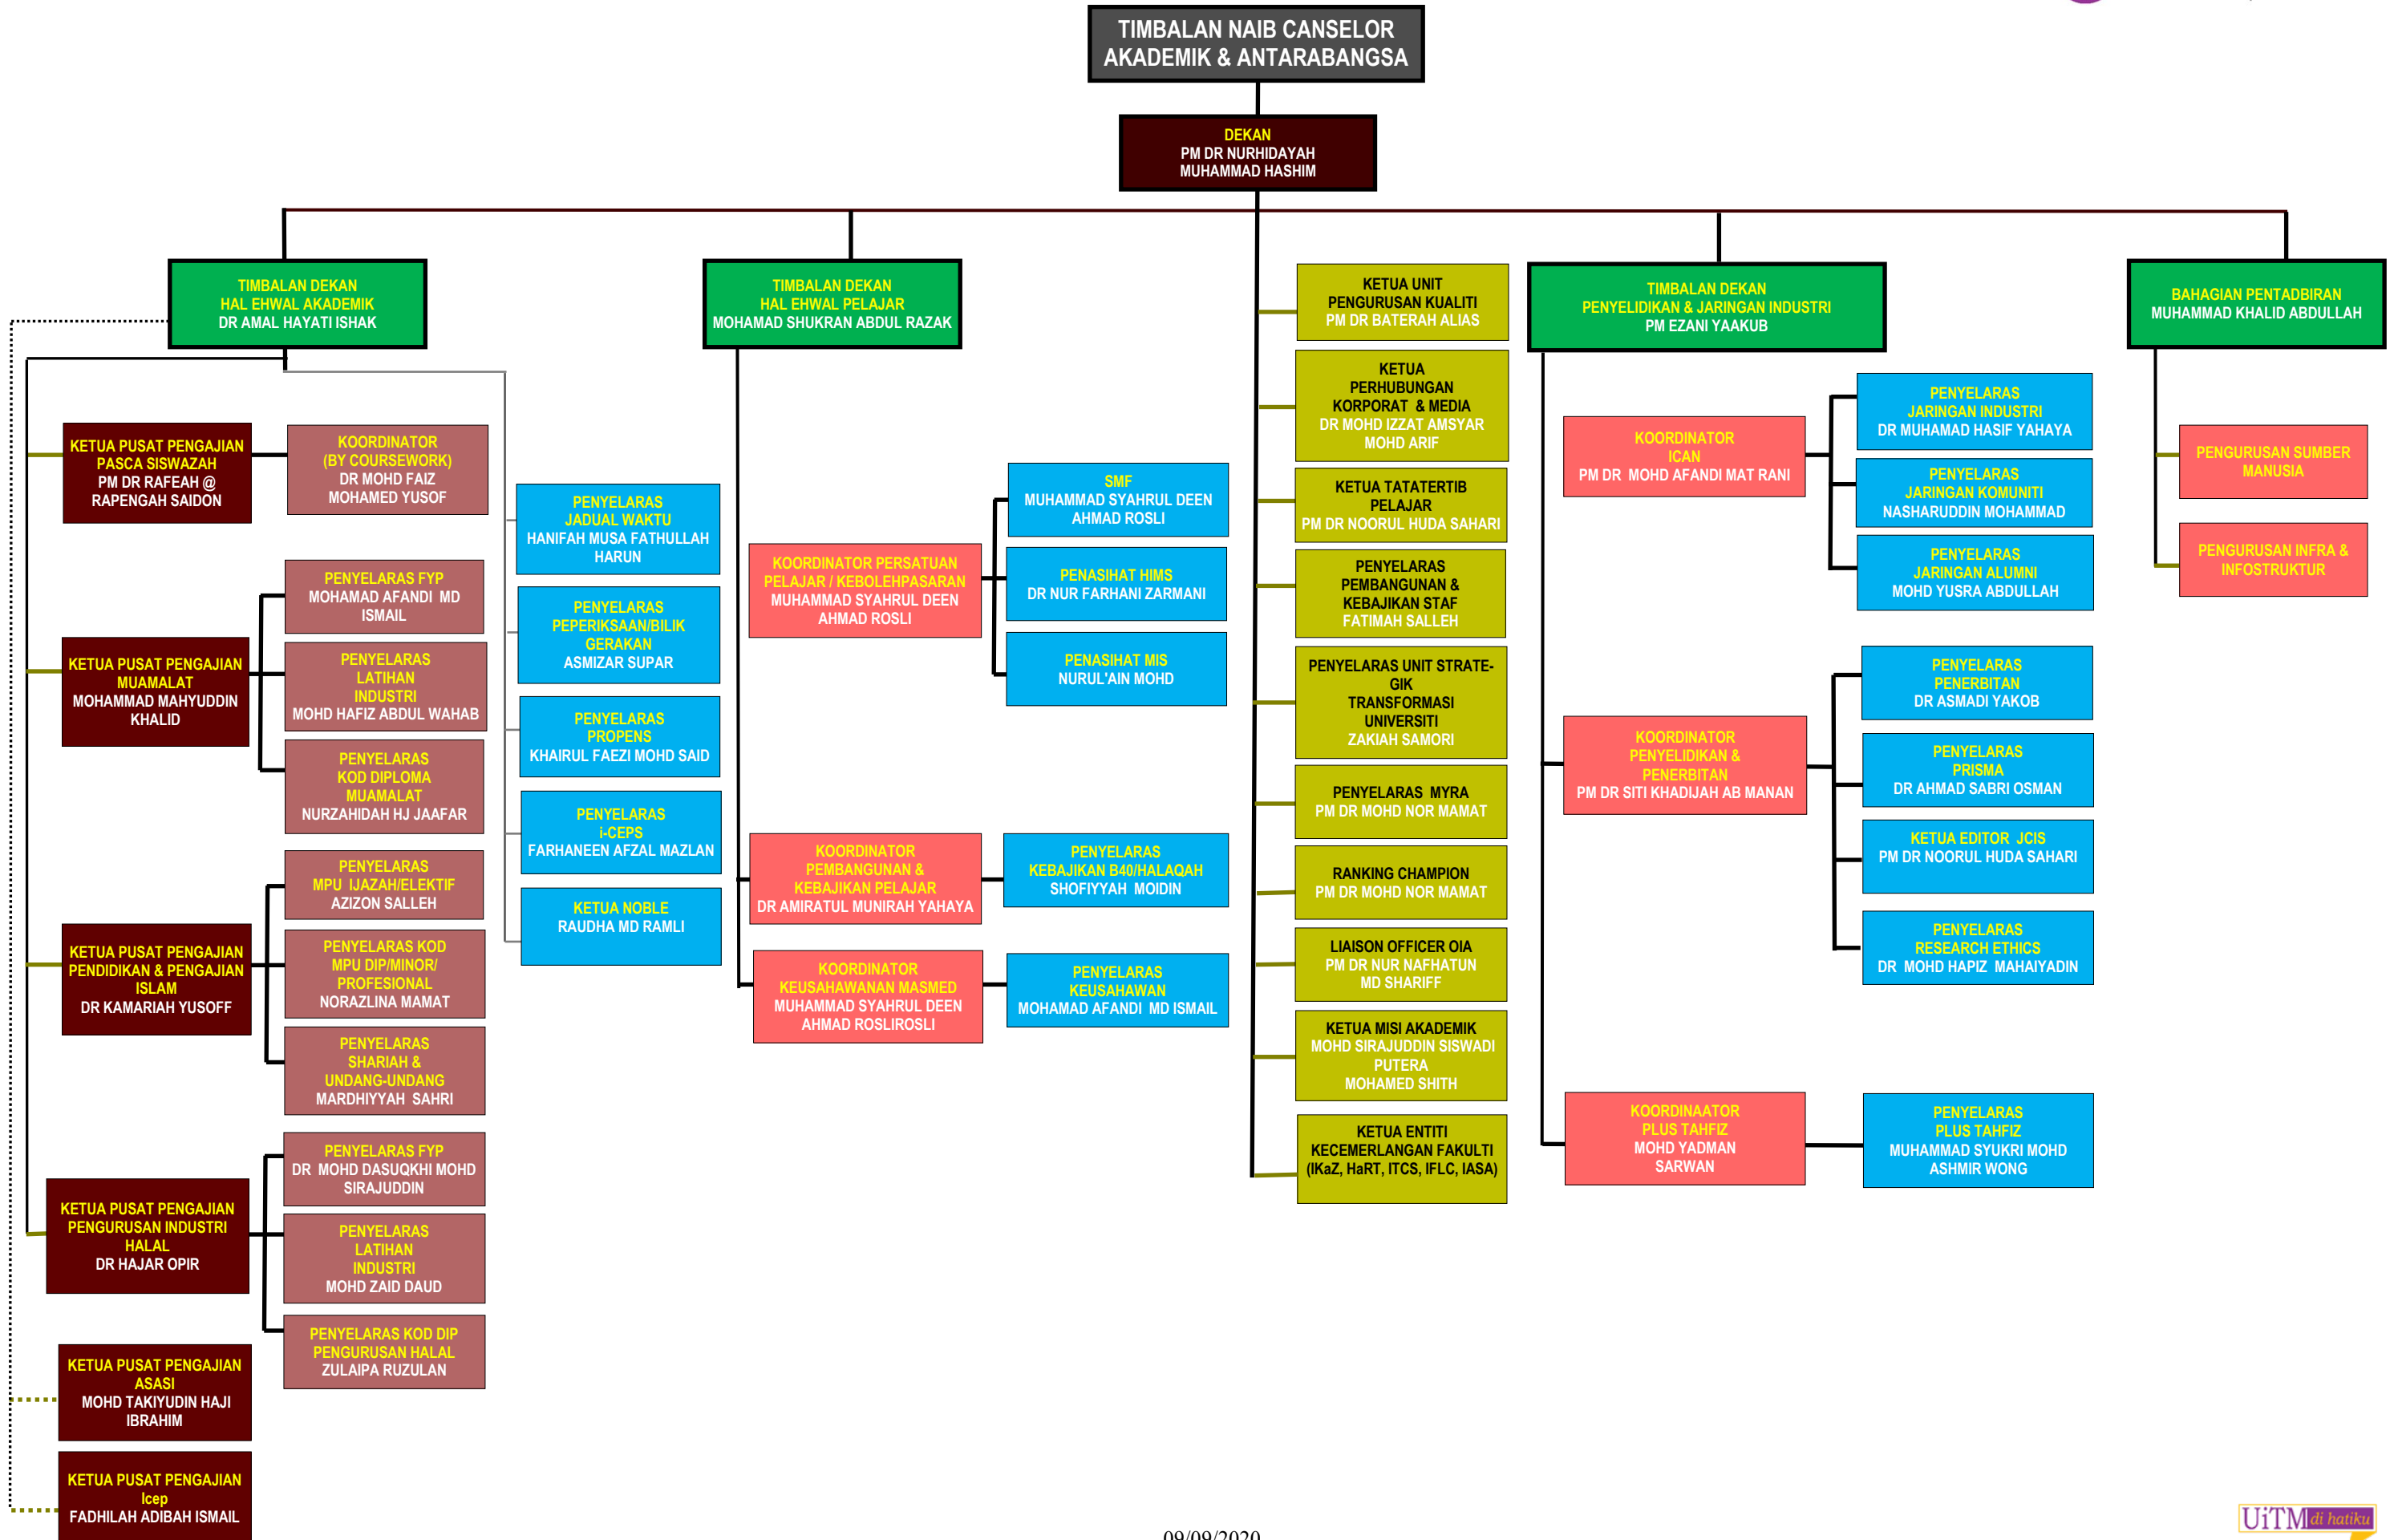 TIMBALAN NAIB CANSELOR
AKADEMIK & ANTARABANGSA
DEKAN
PM DR NURHIDAYAH
MUHAMMAD HASHIM
TIMBALAN DEKAN
HAL EHWAL AKADEMIK
DR AMAL HAYATI ISHAK
KETUA PUSAT PENGAJIAN
PASCA SISWAZAH
PM DR RAFEAH @
RAPENGAH SAIDON
KOORDINATOR
(BY COURSEWORK)
DR MOHD FAIZ
MOHAMED YUSOF
KETUA PUSAT PENGAJIAN
MUAMALAT
MOHAMMAD MAHYUDDIN
KHALID
PENYELARAS FYP
MOHAMAD AFANDI MD
ISMAIL
PENYELARAS
LATIHAN
INDUSTRI
MOHD HAFIZ ABDUL WAHAB
PENYELARAS
KOD DIPLOMA
MUAMALAT
NURZAHIDAH HJ JAAFAR
KETUA PUSAT PENGAJIAN
PENDIDIKAN & PENGAJIAN
ISLAM
DR KAMARIAH YUSOFF
PENYELARAS
MPU IJAZAH/ELEKTIF
AZIZON SALLEH
PENYELARAS KOD
MPU DIP/MINOR/
PROFESIONAL
NORAZLINA MAMAT
PENYELARAS
SHARIAH &
UNDANG-UNDANG
MARDHIYYAH SAHRI
KETUA PUSAT PENGAJIAN
PENGURUSAN INDUSTRI
HALAL
DR HAJAR OPIR
PENYELARAS FYP
DR MOHD DASUQKHI MOHD
SIRAJUDDIN
PENYELARAS
LATIHAN
INDUSTRI
MOHD ZAID DAUD
PENYELARAS KOD DIP
PENGURUSAN HALAL
ZULAIPA RUZULAN
KETUA PUSAT PENGAJIAN
ASASI
MOHD TAKIYUDIN HAJI
IBRAHIM
KETUA PUSAT PENGAJIAN
Icep
FADHILAH ADIBAH ISMAIL
PENYELARAS
JADUAL WAKTU
HANIFAH MUSA FATHULLAH
HARUN
PENYELARAS
PEPERIKSAAN/BILIK
GERAKAN
ASMIZAR SUPAR
PENYELARAS
PROPENS
KHAIRUL FAEZI MOHD SAID
PENYELARAS
i-CEPS
FARHANEEN AFZAL MAZLAN
KETUA NOBLE
RAUDHA MD RAMLI
TIMBALAN DEKAN
HAL EHWAL PELAJAR
MOHAMAD SHUKRAN ABDUL RAZAK
KOORDINATOR PERSATUAN
PELAJAR / KEBOLEHPASARAN
MUHAMMAD SYAHRUL DEEN
AHMAD ROSLI
SMF
MUHAMMAD SYAHRUL DEEN
AHMAD ROSLI
PENASIHAT HIMS
DR NUR FARHANI ZARMANI
PENASIHAT MIS
NURUL'AIN MOHD
KOORDINATOR
PEMBANGUNAN &
KEBAJIKAN PELAJAR
DR AMIRATUL MUNIRAH YAHAYA
PENYELARAS
KEBAJIKAN B40/HALAQAH
SHOFIYYAH MOIDIN
KOORDINATOR
KEUSAHAWANAN MASMED
MUHAMMAD SYAHRUL DEEN
AHMAD ROSLIROSLI
PENYELARAS
KEUSAHAWAN
MOHAMAD AFANDI MD ISMAIL
KETUA UNIT
PENGURUSAN KUALITI
PM DR BATERAH ALIAS
KETUA
PERHUBUNGAN
KORPORAT & MEDIA
DR MOHD IZZAT AMSYAR
MOHD ARIF
KETUA TATATERTIB
PELAJAR
PM DR NOORUL HUDA SAHARI
PENYELARAS
PEMBANGUNAN &
KEBAJIKAN STAF
FATIMAH SALLEH
PENYELARAS UNIT STRATE-
GIK
TRANSFORMASI
UNIVERSITI
ZAKIAH SAMORI
PENYELARAS MYRA
PM DR MOHD NOR MAMAT
RANKING CHAMPION
PM DR MOHD NOR MAMAT
LIAISON OFFICER OIA
PM DR NUR NAFHATUN
MD SHARIFF
KETUA MISI AKADEMIK
MOHD SIRAJUDDIN SISWADI
PUTERA
MOHAMED SHITH
KETUA ENTITI
KECEMERLANGAN FAKULTI
(IKaZ, HaRT, ITCS, IFLC, IASA)
TIMBALAN DEKAN
PENYELIDIKAN & JARINGAN INDUSTRI
PM EZANI YAAKUB
KOORDINATOR
ICAN
PM DR MOHD AFANDI MAT RANI
PENYELARAS
JARINGAN INDUSTRI
DR MUHAMAD HASIF YAHAYA
PENYELARAS
JARINGAN KOMUNITI
NASHARUDDIN MOHAMMAD
PENYELARAS
JARINGAN ALUMNI
MOHD YUSRA ABDULLAH
KOORDINATOR
PENYELIDIKAN &
PENERBITAN
PM DR SITI KHADIJAH AB MANAN
PENYELARAS
PENERBITAN
DR ASMADI YAKOB
PENYELARAS
PRISMA
DR AHMAD SABRI OSMAN
KETUA EDITOR JCIS
PM DR NOORUL HUDA SAHARI
PENYELARAS
RESEARCH ETHICS
DR MOHD HAPIZ MAHAIYADIN
KOORDINAATOR
PLUS TAHFIZ
MOHD YADMAN
SARWAN
PENYELARAS
PLUS TAHFIZ
MUHAMMAD SYUKRI MOHD
ASHMIR WONG
BAHAGIAN PENTADBIRAN
MUHAMMAD KHALID ABDULLAH
PENGURUSAN SUMBER
MANUSIA
PENGURUSAN INFRA &
INFOSTRUKTUR
09/09/2020
UiTM di hatiku